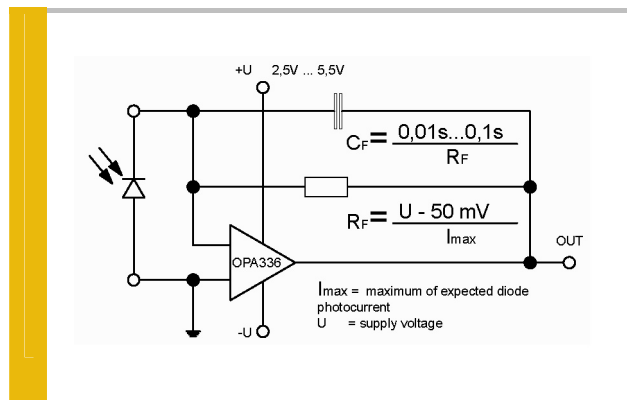 +U 2,5V ... 5,5V
CF= 0,01s...0,1s
RF
RF= U - 50 mV
Imax
OUT
OPA336
Imax = maximum of expected diode
photocurrent
U = supply voltage
-U